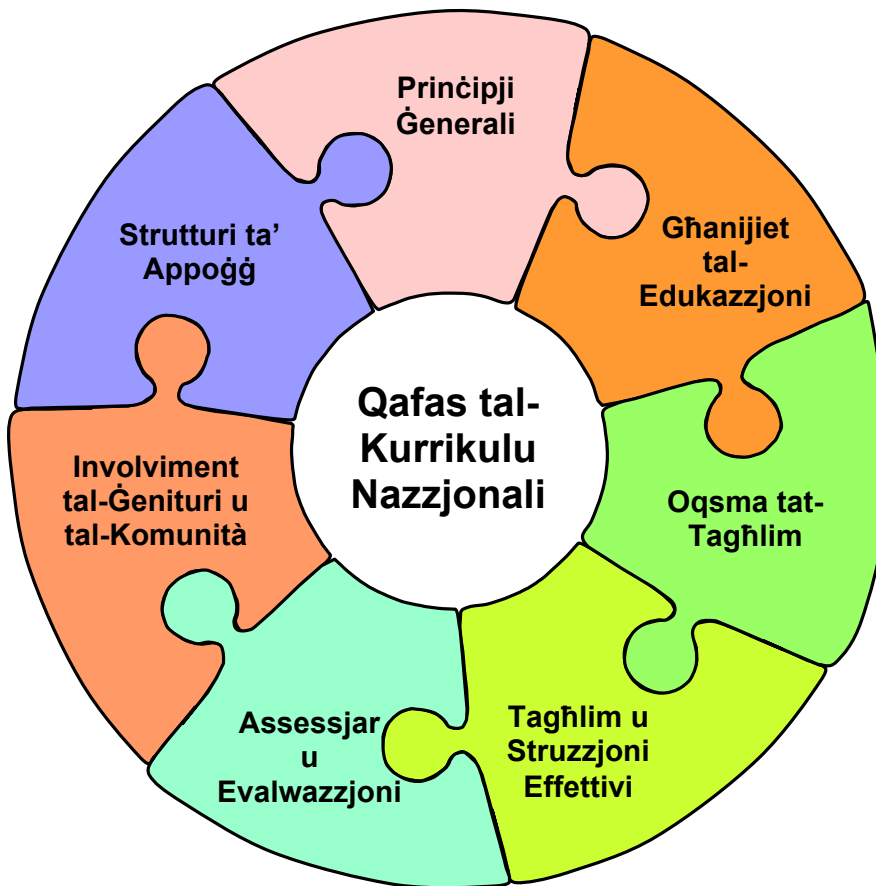 Prinċipji
Ġenerali
Għanijiet
tal-
Edukazzjoni
Oqsma tat-
Tagħlim
Tagħlim u
Struzzjoni
Effettivi
Assessjar
u
Evalwazzjoni
Involviment
tal-Ġenituri u
tal-Komunità
Strutturi ta’
Appoġġ
Qafas tal-
Kurrikulu
Nazzjonali